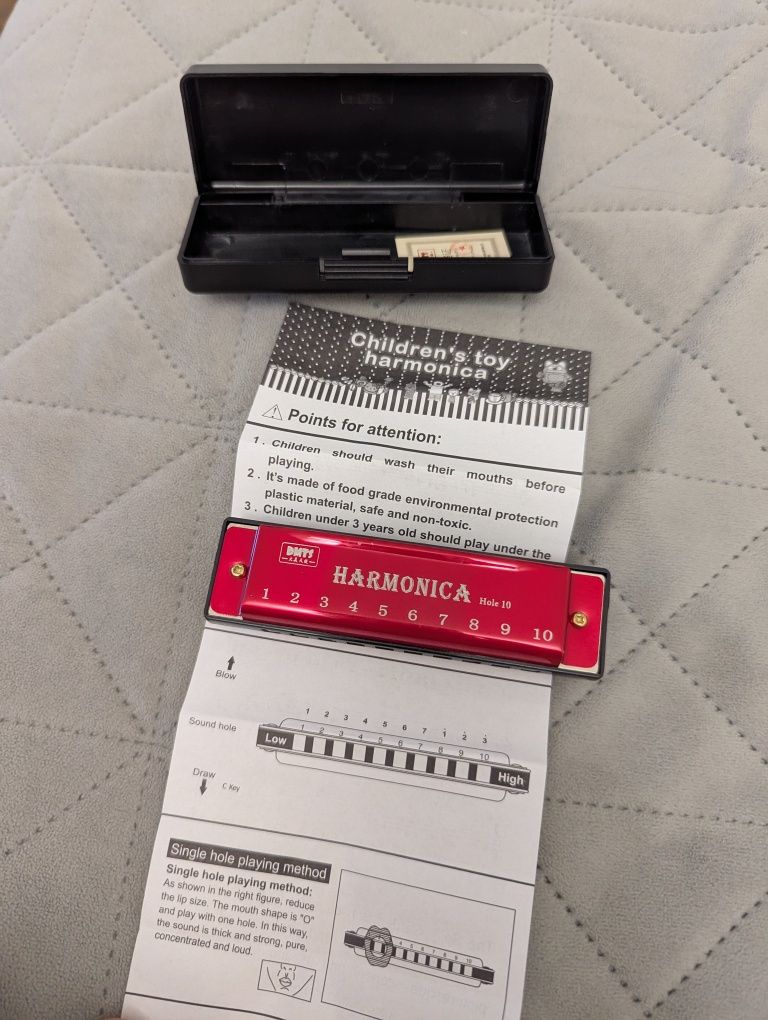 Children's toy
harmonica
Points for attention:
1 . Children should wash their mouths before
playing.
2 . It's made of food grade environmental protection
plastic material, safe and non-toxic.
3 . Children under 3 years old should play under the
DMTS
HARMONICA Hole 10
1 2 3 4 5 6 7 8 9 10
Blow
1 2 3 4 5 6 7 1 2 3
Sound hole
1 2 3 4 5 6 7 8 9 10
Low
High
Draw
C Key
Single hole playing method
Single hole playing method:
As shown in the right figure, reduce
the lip size. The mouth shape is "O"
and play with one hole. In this way,
the sound is thick and strong, pure,
concentrated and loud.
4 5 6 7 8 9 10